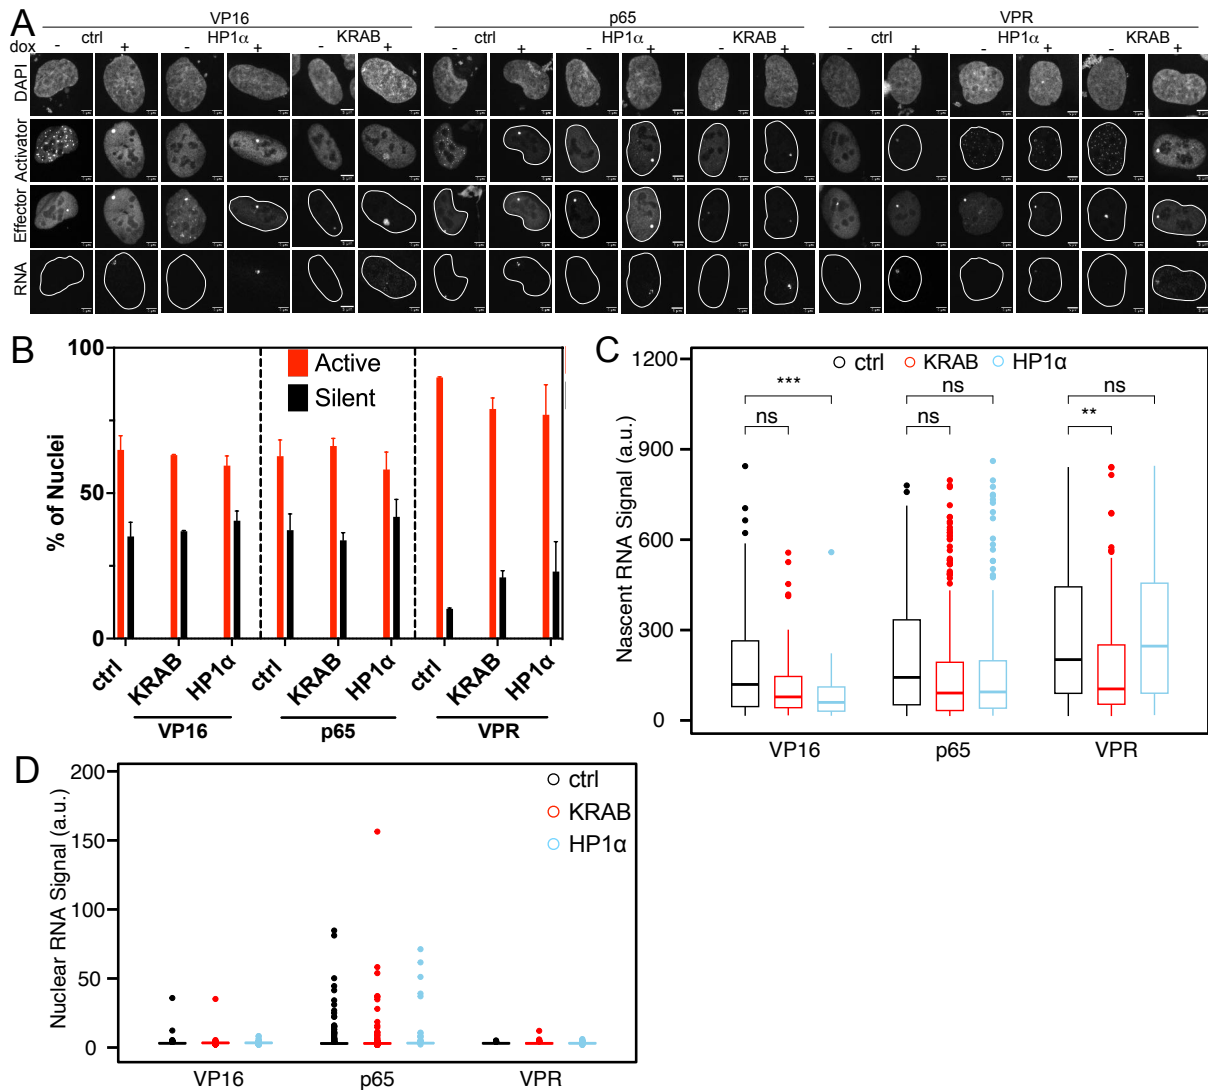 A
VP16 p65 VPR
ctrl HP1α KRAB ctrl HP1α KRAB ctrl HP1α KRAB
dox - + - + - + - + - + - + - + - + - +
DAPI
Activator
Effector
RNA
B
100
50
0
% of Nuclei
Active
Silent
ctrl KRAB HP1α ctrl KRAB HP1α ctrl KRAB HP1α
VP16 p65 VPR
C
1200
900
600
300
0
Nascent RNA Signal (a.u.)
ctrl KRAB HP1α
*** ns ns
ns ns **
VP16 p65 VPR
D
200
150
100
50
0
Nuclear RNA Signal (a.u.)
ctrl
KRAB
HP1α
VP16 p65 VPR